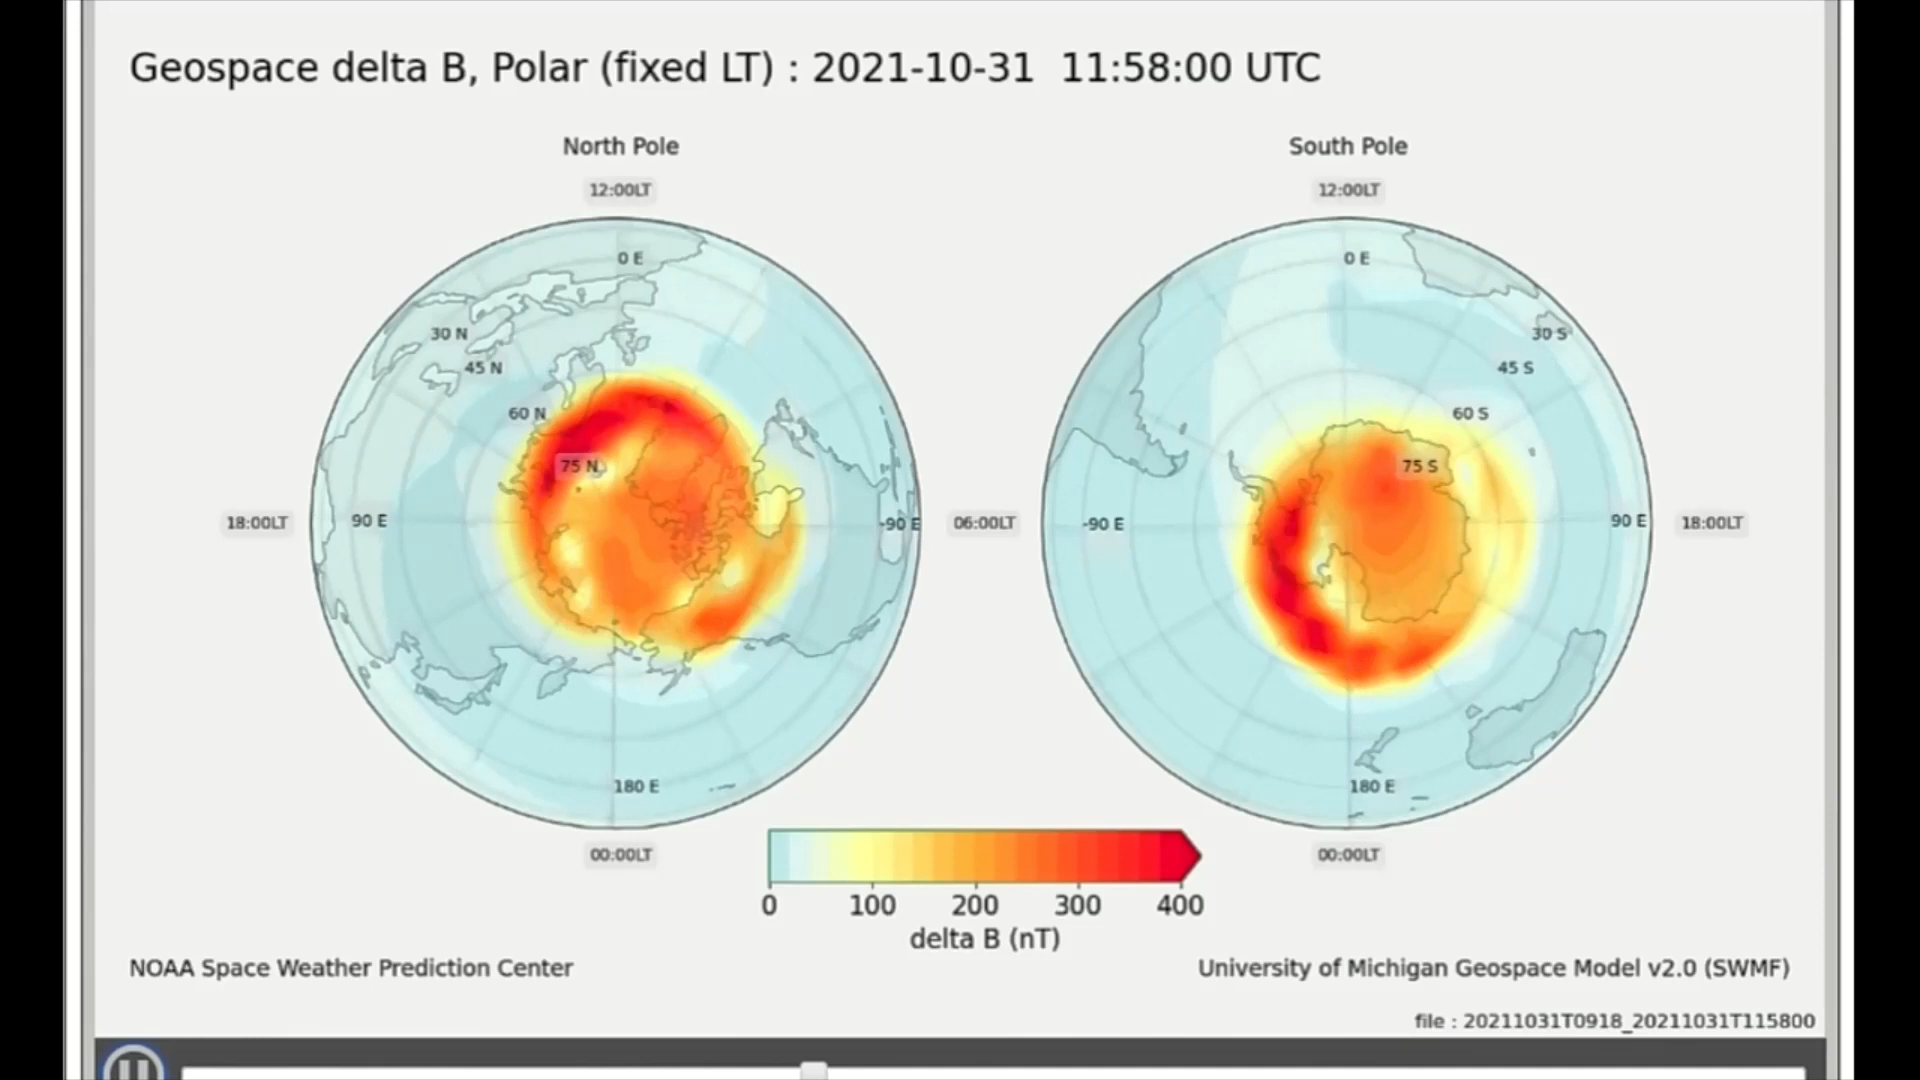 Geospace delta B, Polar (fixed LT) : 2021-10-31 11:58:00 UTC
North Pole
South Pole
12:00LT
12:00LT
0 E
0 E
30 N
30 S
45 N
45 S
60 N
60 S
75 N
75 S
18:00LT
90 E
-90 E
06:00LT
-90 E
90 E
18:00LT
180 E
180 E
00:00LT
00:00LT
0 100 200 300 400
delta B (nT)
NOAA Space Weather Prediction Center
University of Michigan Geospace Model v2.0 (SWMF)
file : 20211031T0918_20211031T115800